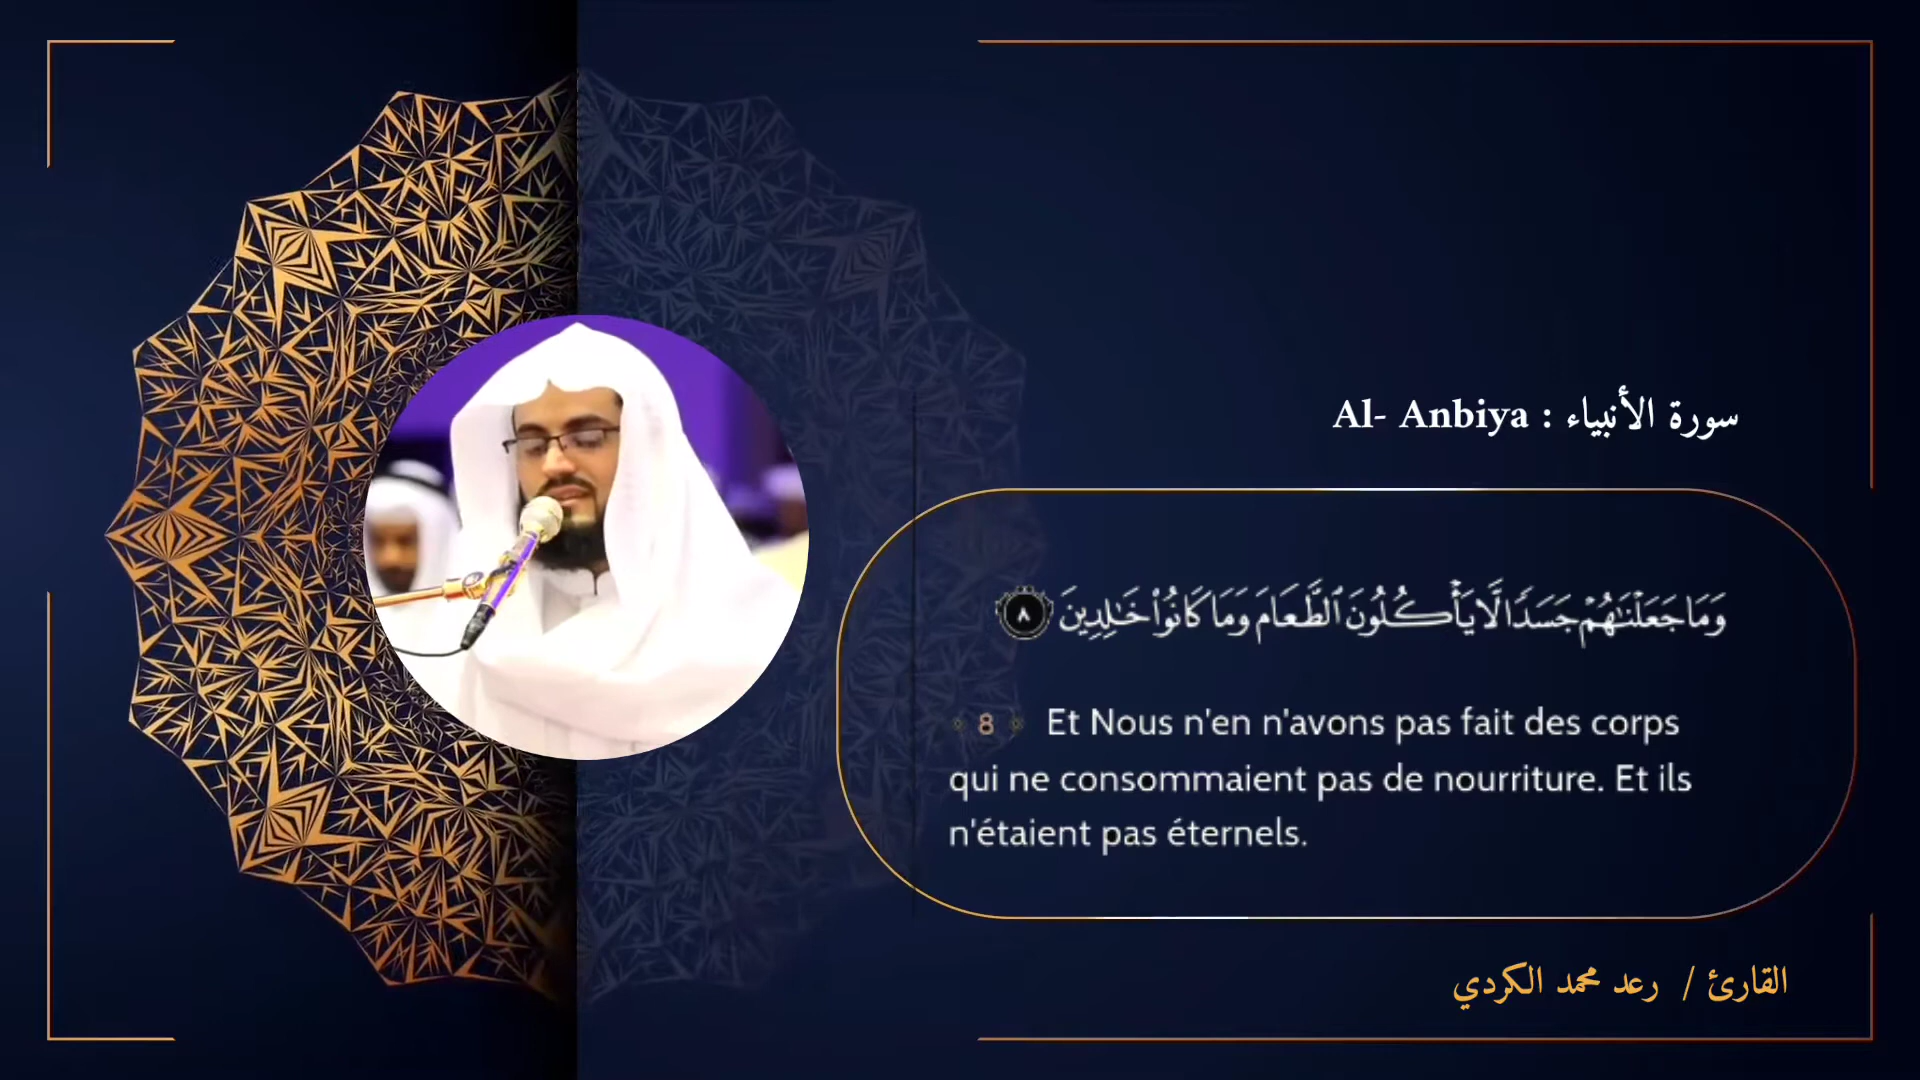 سورة الأنبياء : Al- Anbiya
وَمَا جَعَلْنَـٰهُمْ جَسَدًا لَّا يَأْكُلُونَ ٱلطَّعَامَ وَمَا كَانُوا۟ خَـٰلِدِينَ ٨
8 Et Nous n'en n'avons pas fait des corps
qui ne consommaient pas de nourriture. Et ils
n'étaient pas éternels.
القارئ / رعد محمد الكردي